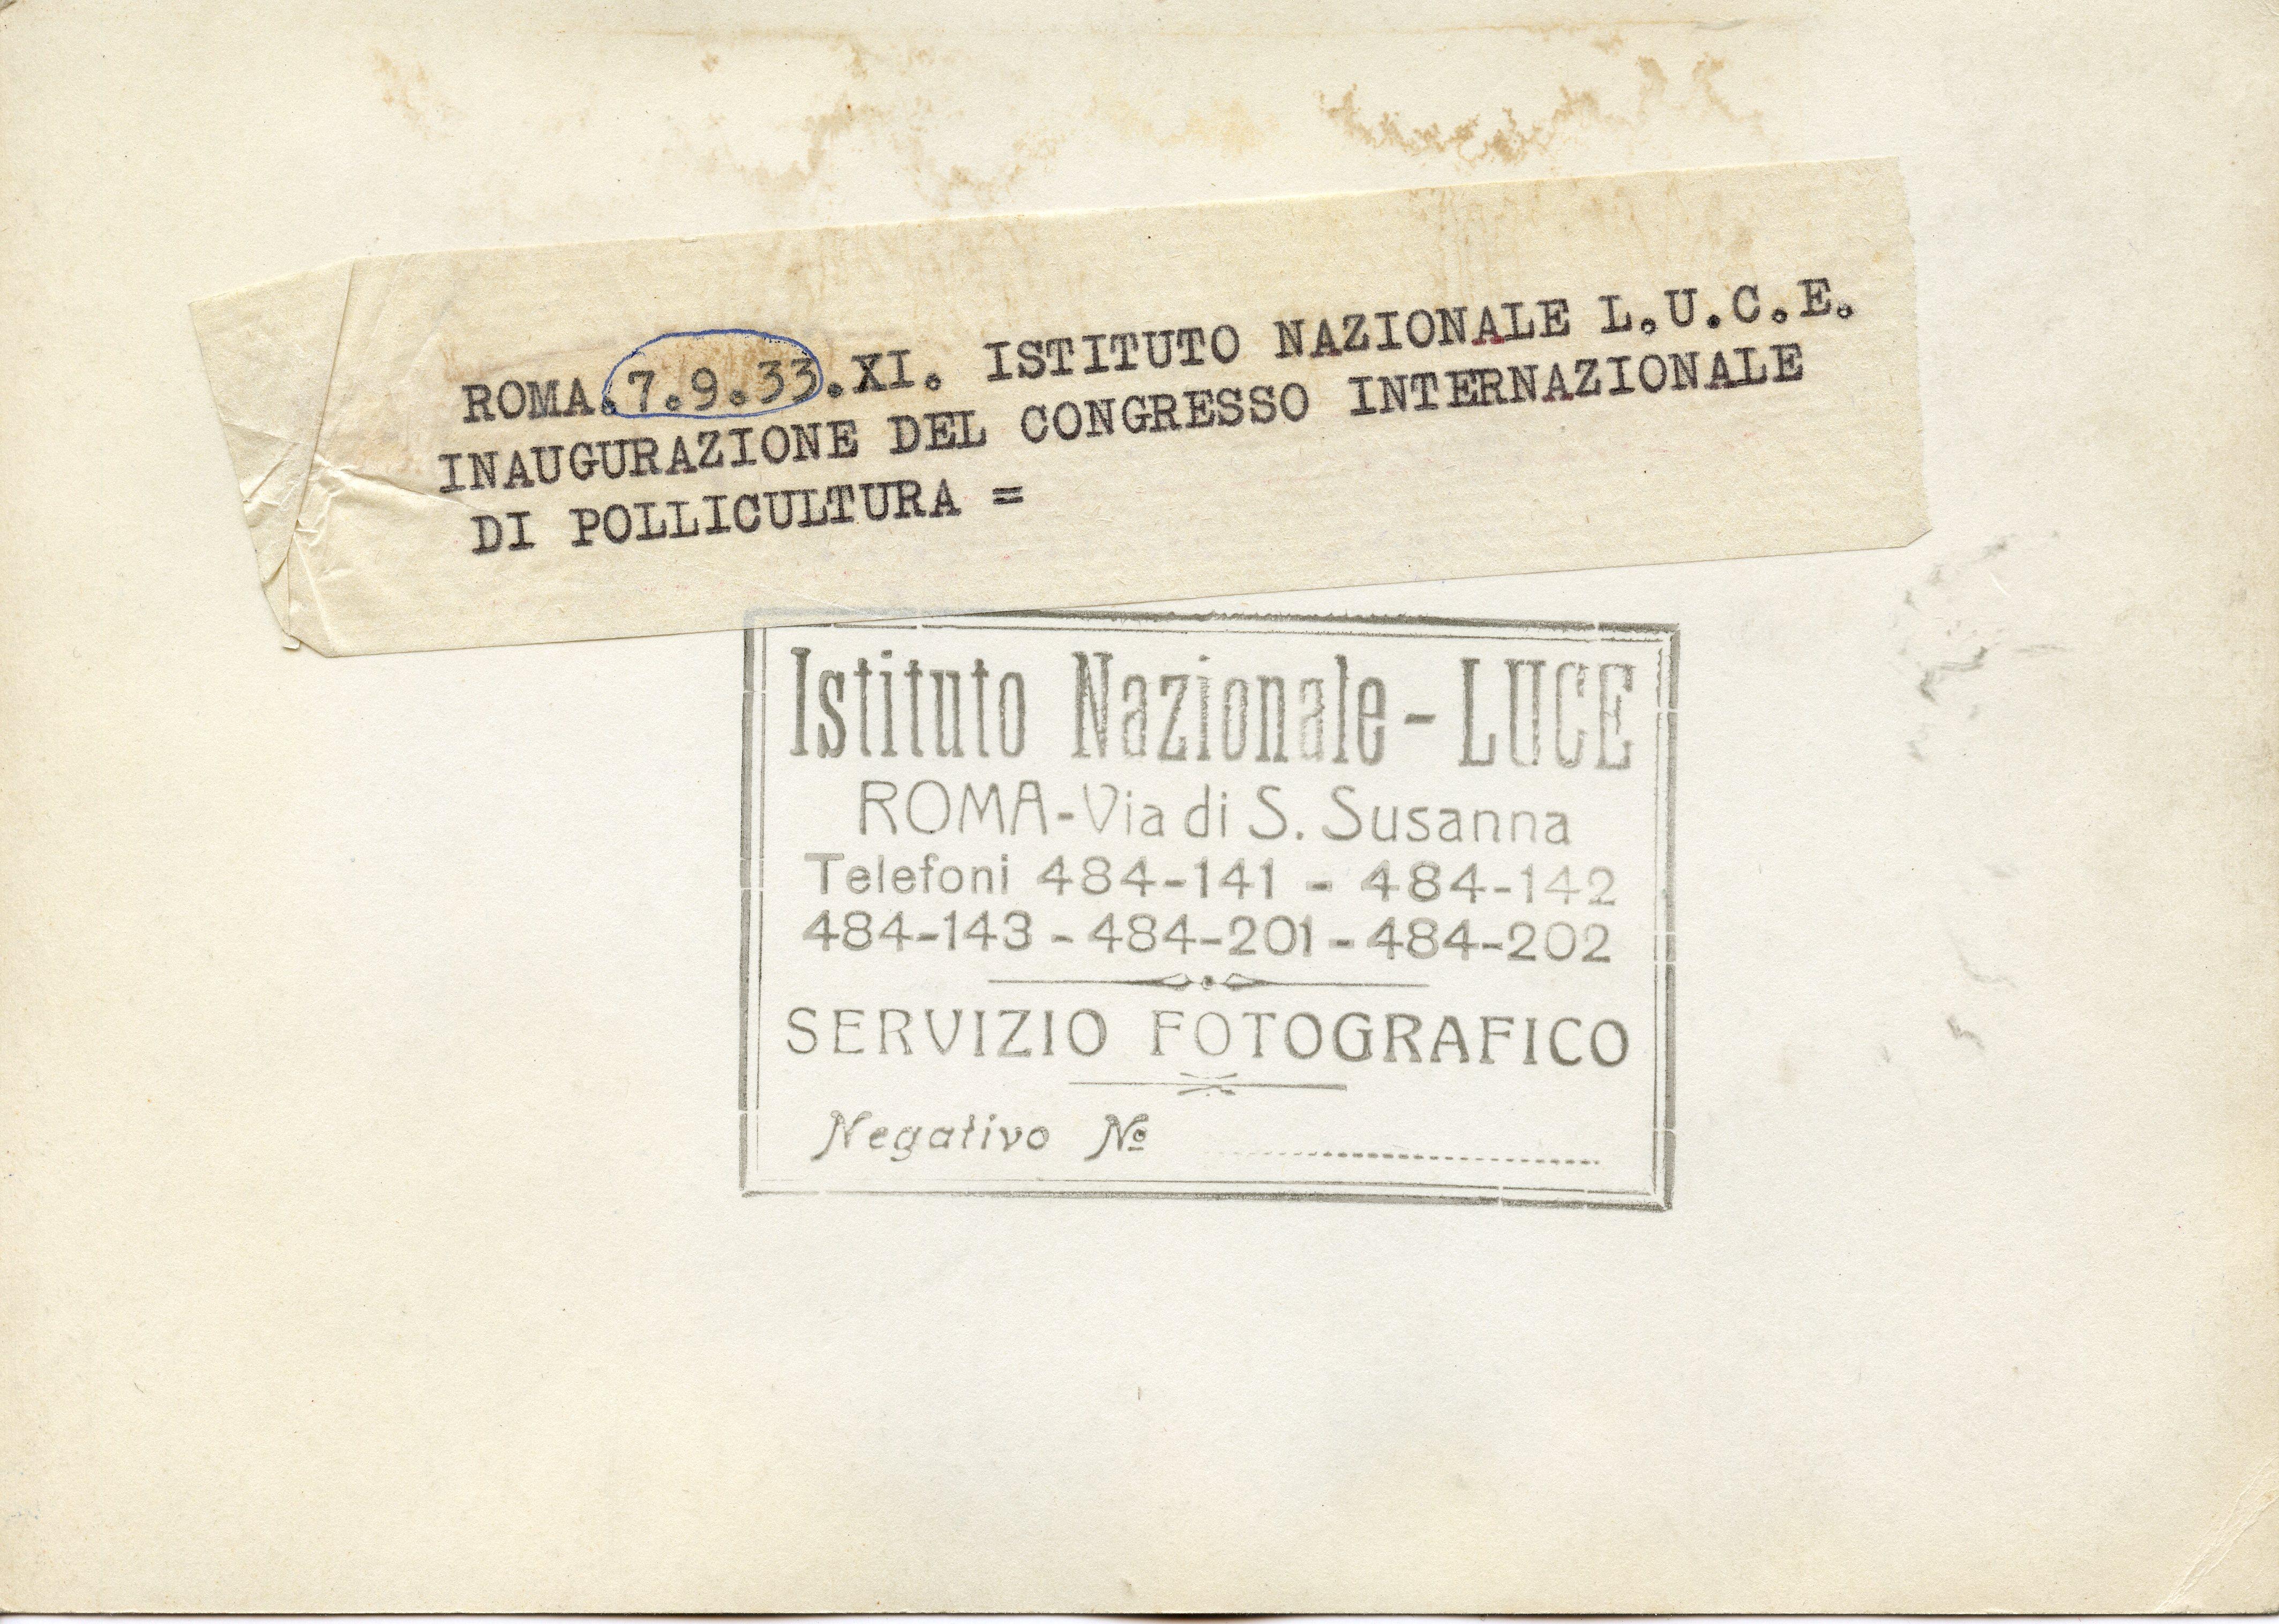 ROMA.7.9.33.XI. ISTITUTO NAZIONALE L.U.C.E.
INAUGURAZIONE DEL CONGRESSO INTERNAZIONALE
DI POLLICULTURA =
Istituto Nazionale - LUCE
ROMA-Via di S. Susanna
Telefoni 484-141 - 484-142
484-143 - 484-201 - 484-202
SERVIZIO FOTOGRAFICO
Negativo Nº